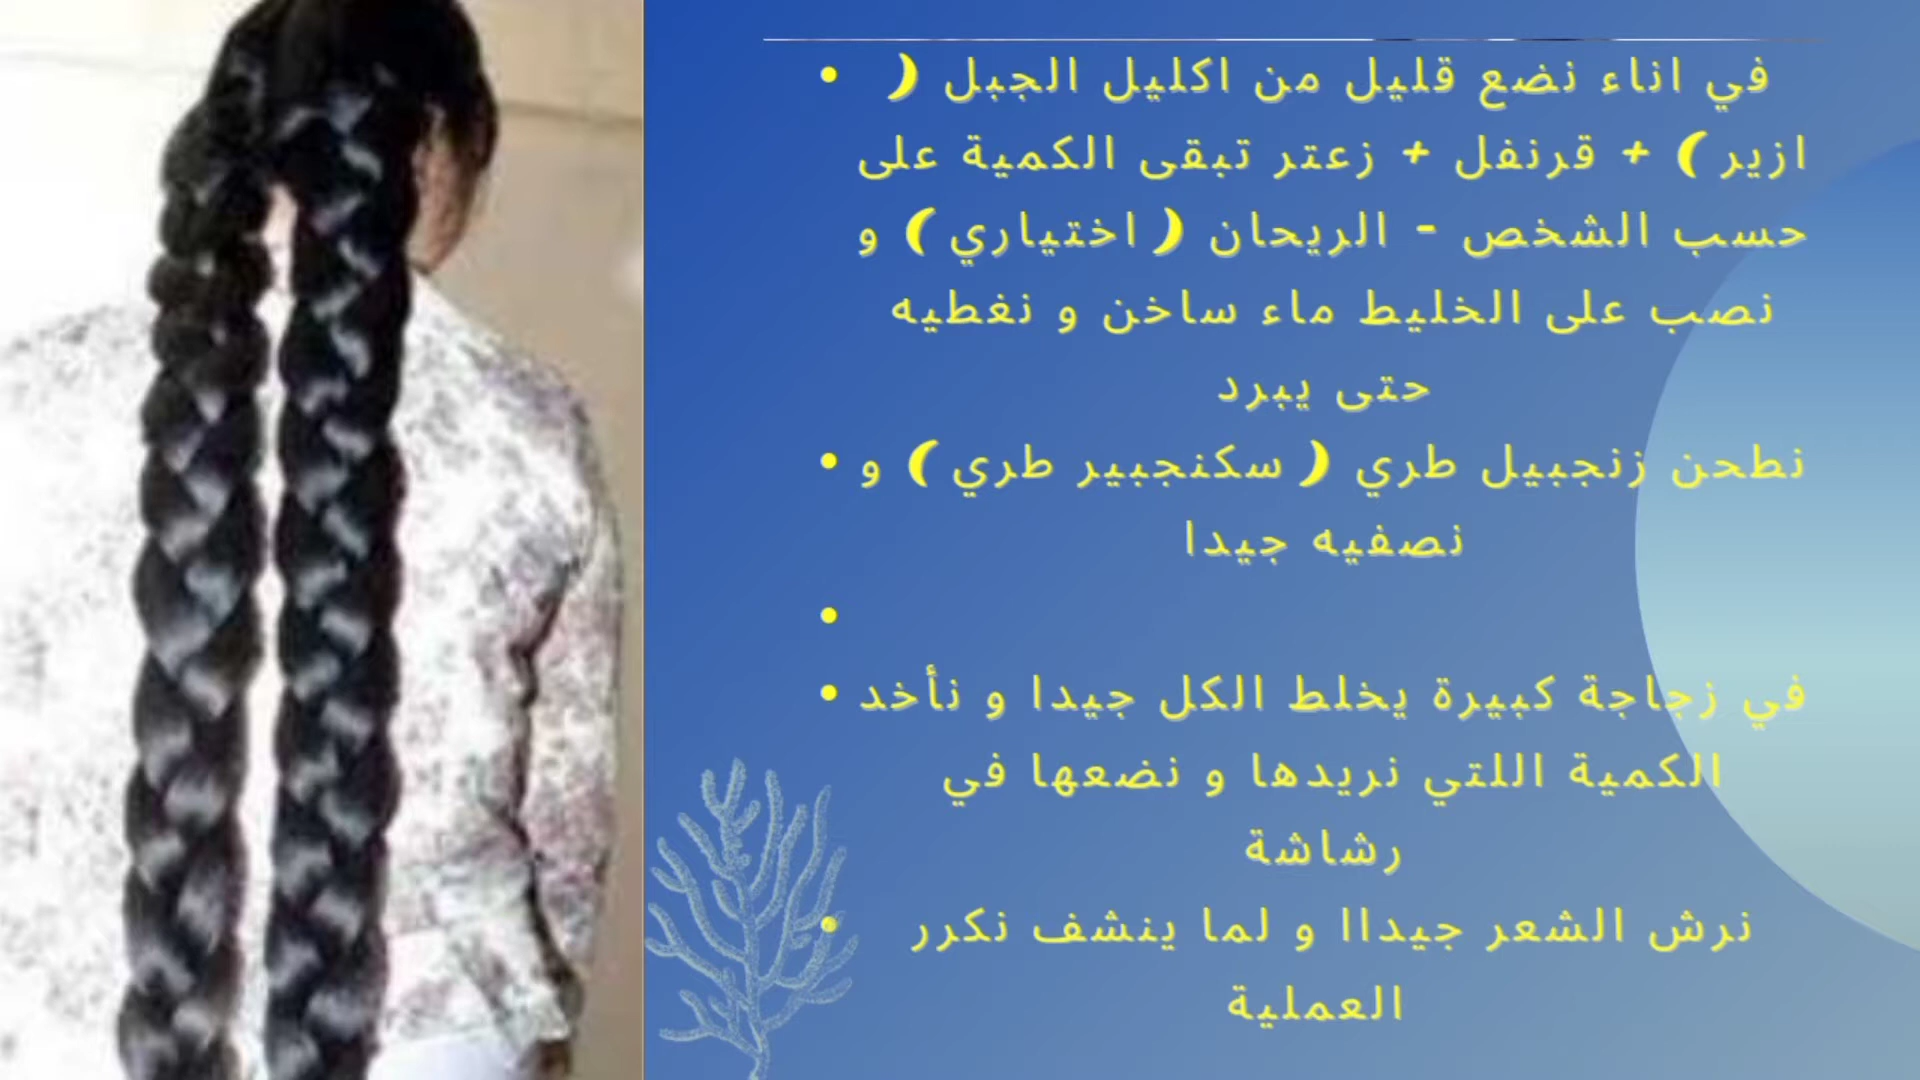 • في اناء نضع قليل من اكليل الجبل (
ازير ) + قرنفل + زعتر تبقى الكمية على
حسب الشخص - الريحان ( اختياري ) و
نصب على الخليط ماء ساخن و نغطيه
حتى يبرد
• نطحن زنجبيل طري ( سكنجبير طري ) و
نصفيه جيدا
•
• في زجاجة كبيرة يخلط الكل جيدا و نأخد
الكمية اللتي نريدها و نضعها في
رشاشة
• نرش الشعر جيداا و لما ينشف نكرر
العملية